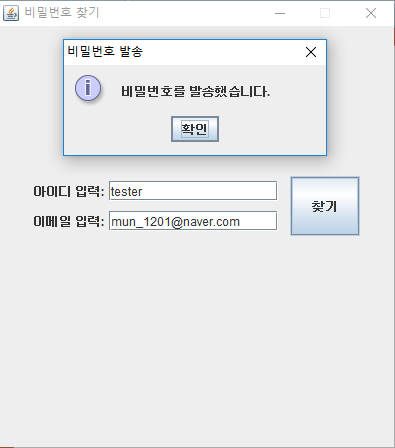 비밀번호 찾기
비밀번호 발송
비밀번호를 발송했습니다.
확인
아이디 입력: tester
이메일 입력: mun_1201@naver.com
찾기